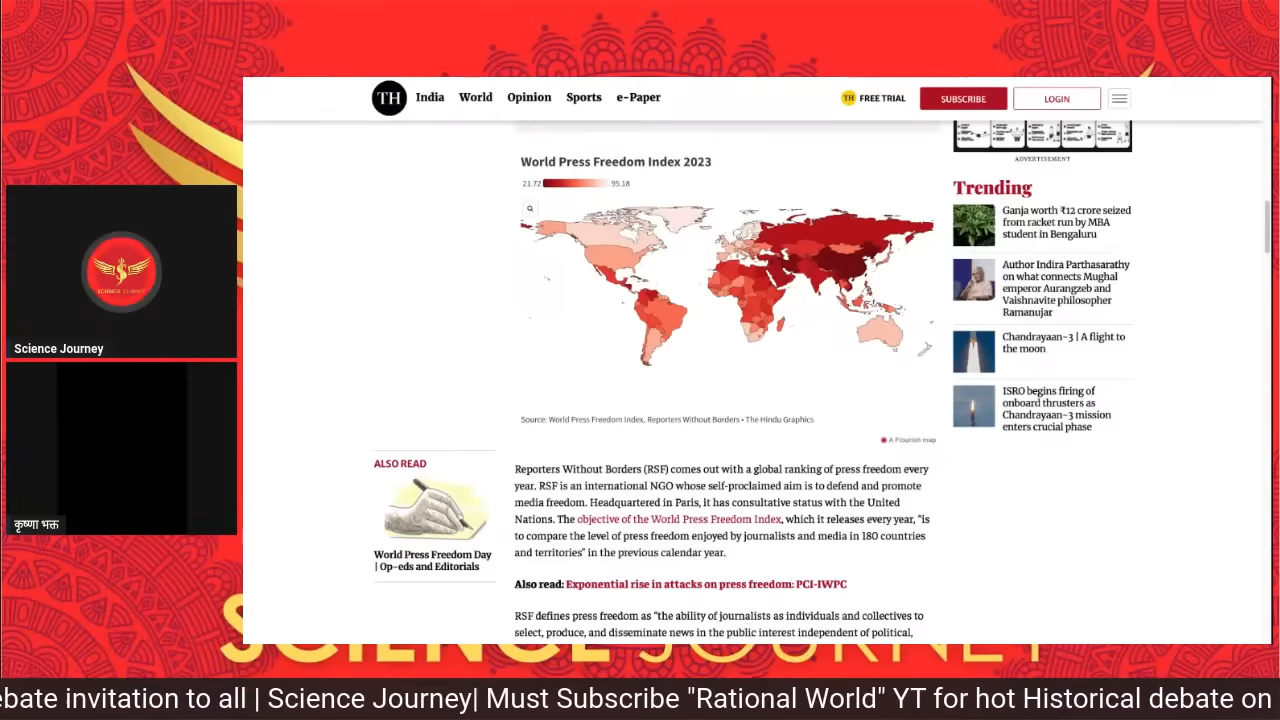 TH
India
World
Opinion
Sports
e-Paper
TH FREE TRIAL
SUBSCRIBE
LOGIN
World Press Freedom Index 2023
21.72
95.18
Source: World Press Freedom Index, Reporters Without Borders • The Hindu Graphics
A Flourish map
ALSO READ
World Press Freedom Day
| Op-eds and Editorials
Reporters Without Borders (RSF) comes out with a global ranking of press freedom every
year. RSF is an international NGO whose self-proclaimed aim is to defend and promote
media freedom. Headquartered in Paris, it has consultative status with the United
Nations. The objective of the World Press Freedom Index, which it releases every year, "is
to compare the level of press freedom enjoyed by journalists and media in 180 countries
and territories" in the previous calendar year.
Also read: Exponential rise in attacks on press freedom: PCI-IWPC
RSF defines press freedom as "the ability of journalists as individuals and collectives to
select, produce, and disseminate news in the public interest independent of political,
ADVERTISEMENT
Trending
Ganja worth ₹12 crore seized
from racket run by MBA
student in Bengaluru
Author Indira Parthasarathy
on what connects Mughal
emperor Aurangzeb and
Vaishnavite philosopher
Ramanujar
Chandrayaan-3 | A flight to
the moon
ISRO begins firing of
onboard thrusters as
Chandrayaan-3 mission
enters crucial phase
SCIENCE JOURNEY
Science Journey
कृष्णा भक्त
SCIENCE JOURNEY
ebate invitation to all | Science Journey| Must Subscribe "Rational World" YT for hot Historical debate on